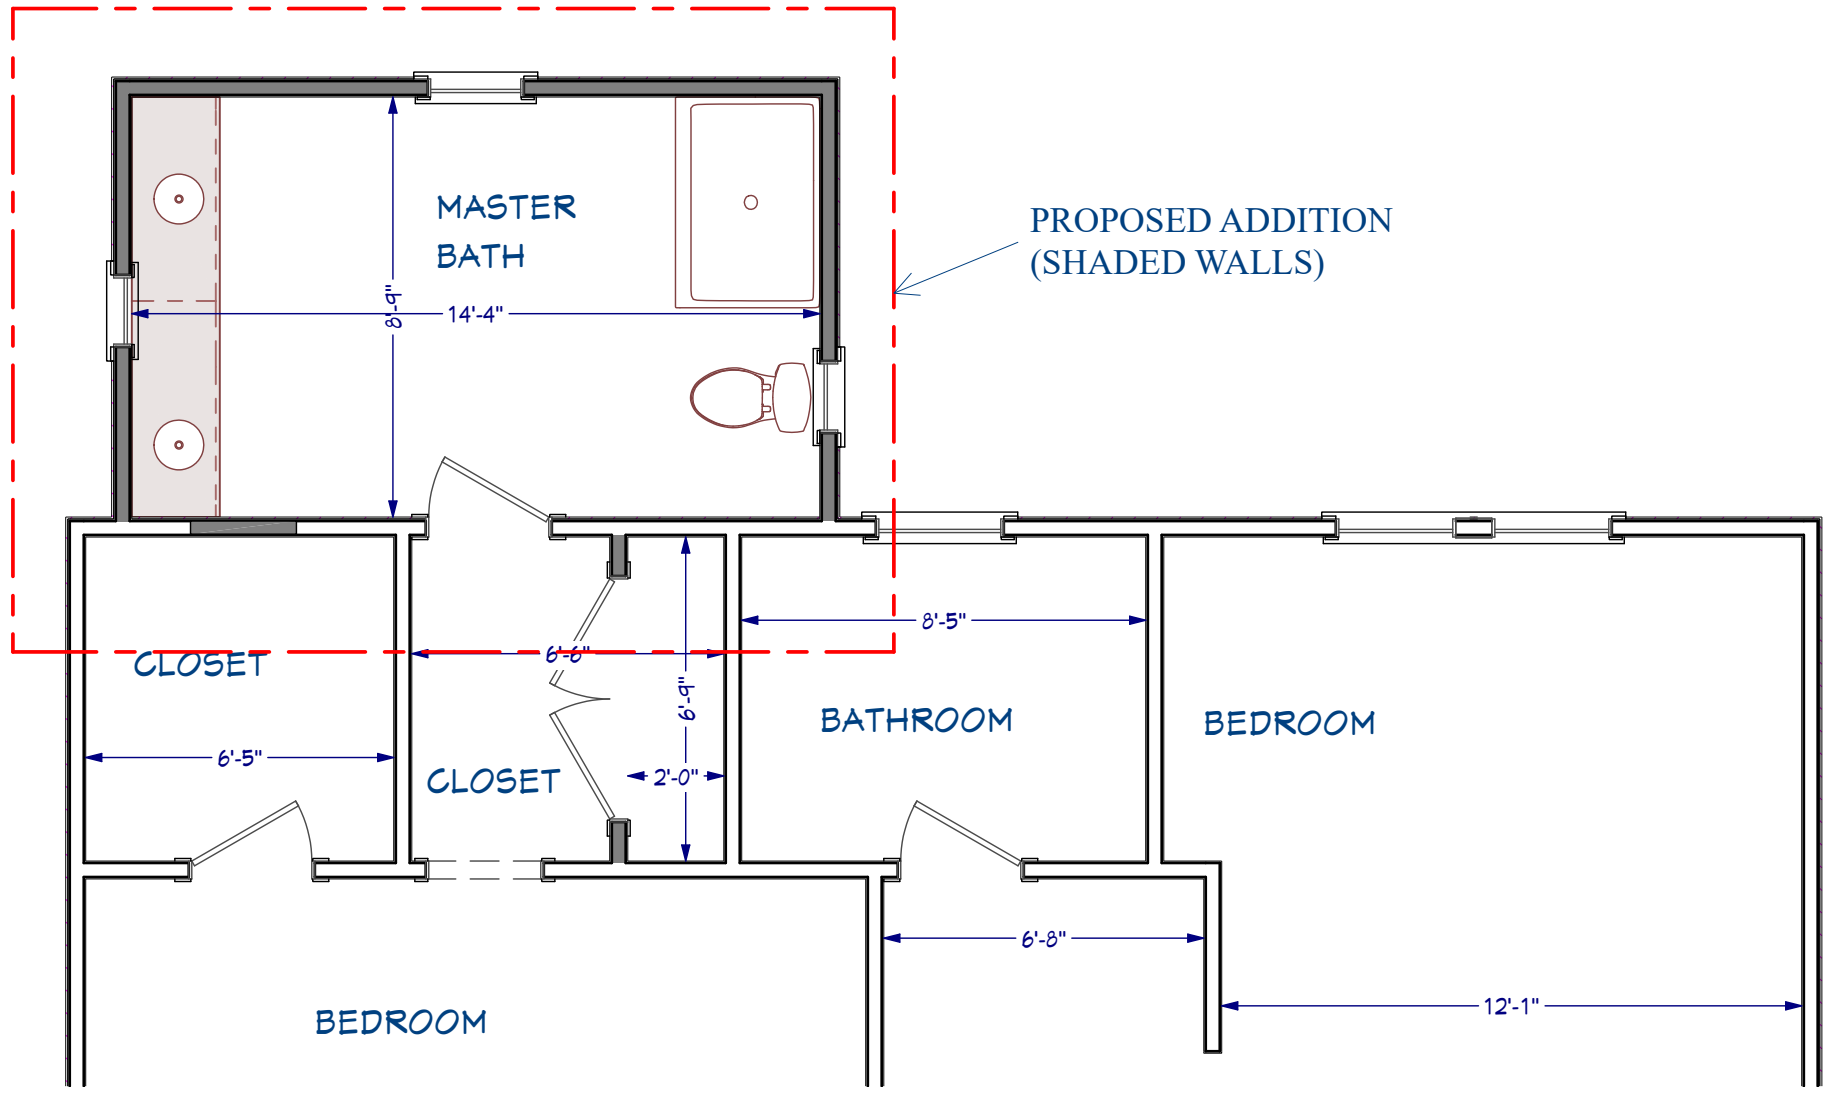 MASTER
BATH
PROPOSED ADDITION
(SHADED WALLS)
8'-9"
14'-4"
8'-5"
6'-6"
CLOSET
6'-9"
BATHROOM
BEDROOM
6'-5"
CLOSET
2'-0"
6'-8"
12'-1"
BEDROOM